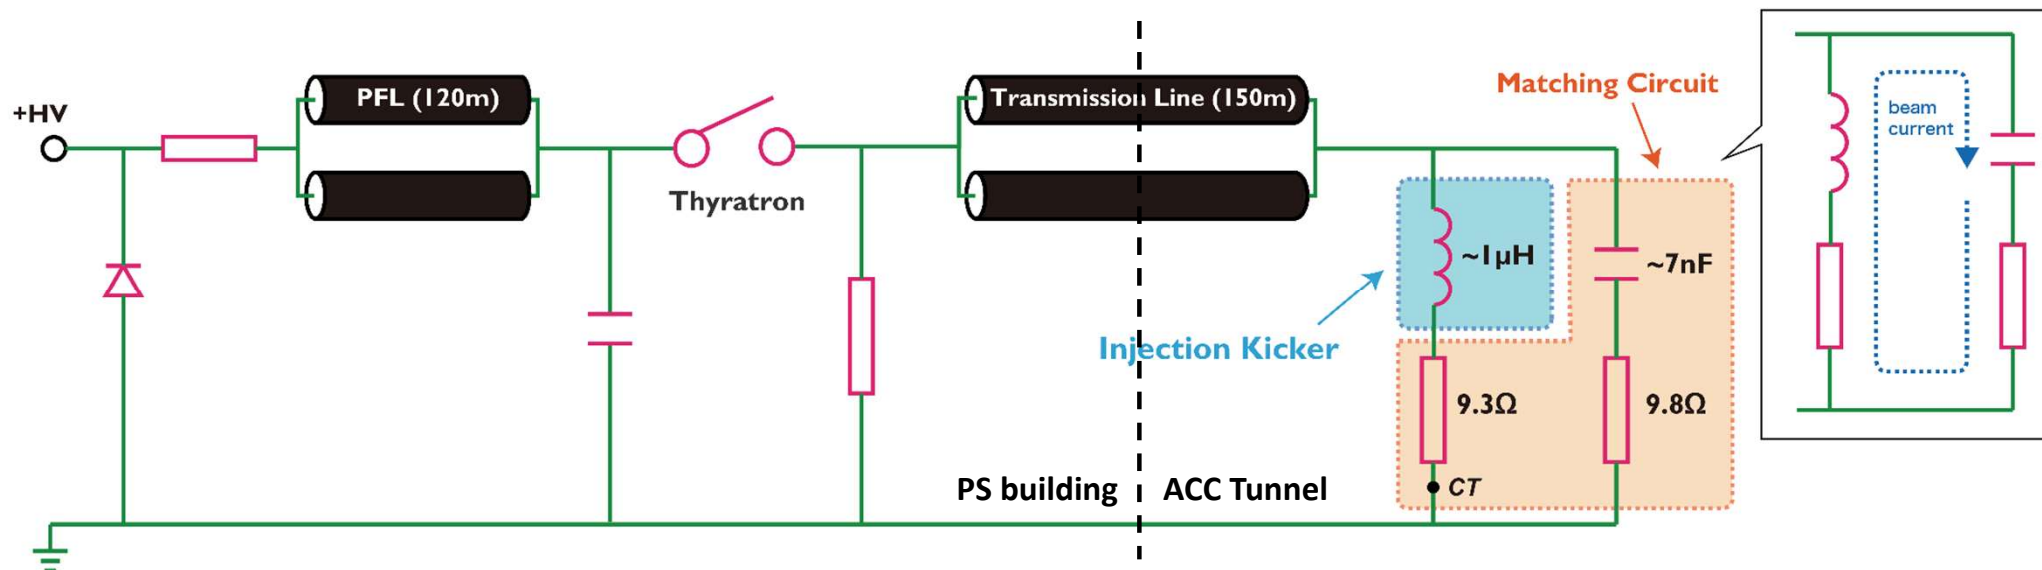 +HV
PFL (120m)
Thyratron
Transmission Line (150m)
Matching Circuit
beam
current
~1μH
~7nF
Injection Kicker
9.3Ω
9.8Ω
CT
PS building
ACC Tunnel